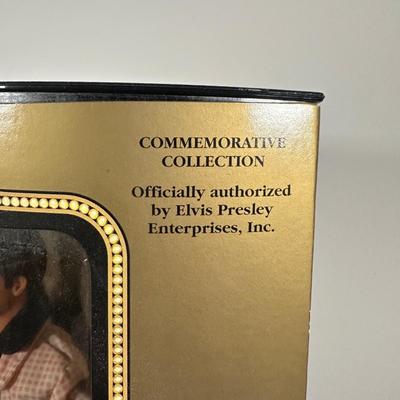 COMMEMORATIVE
COLLECTION
Officially authorized
by Elvis Presley
Enterprises, Inc.